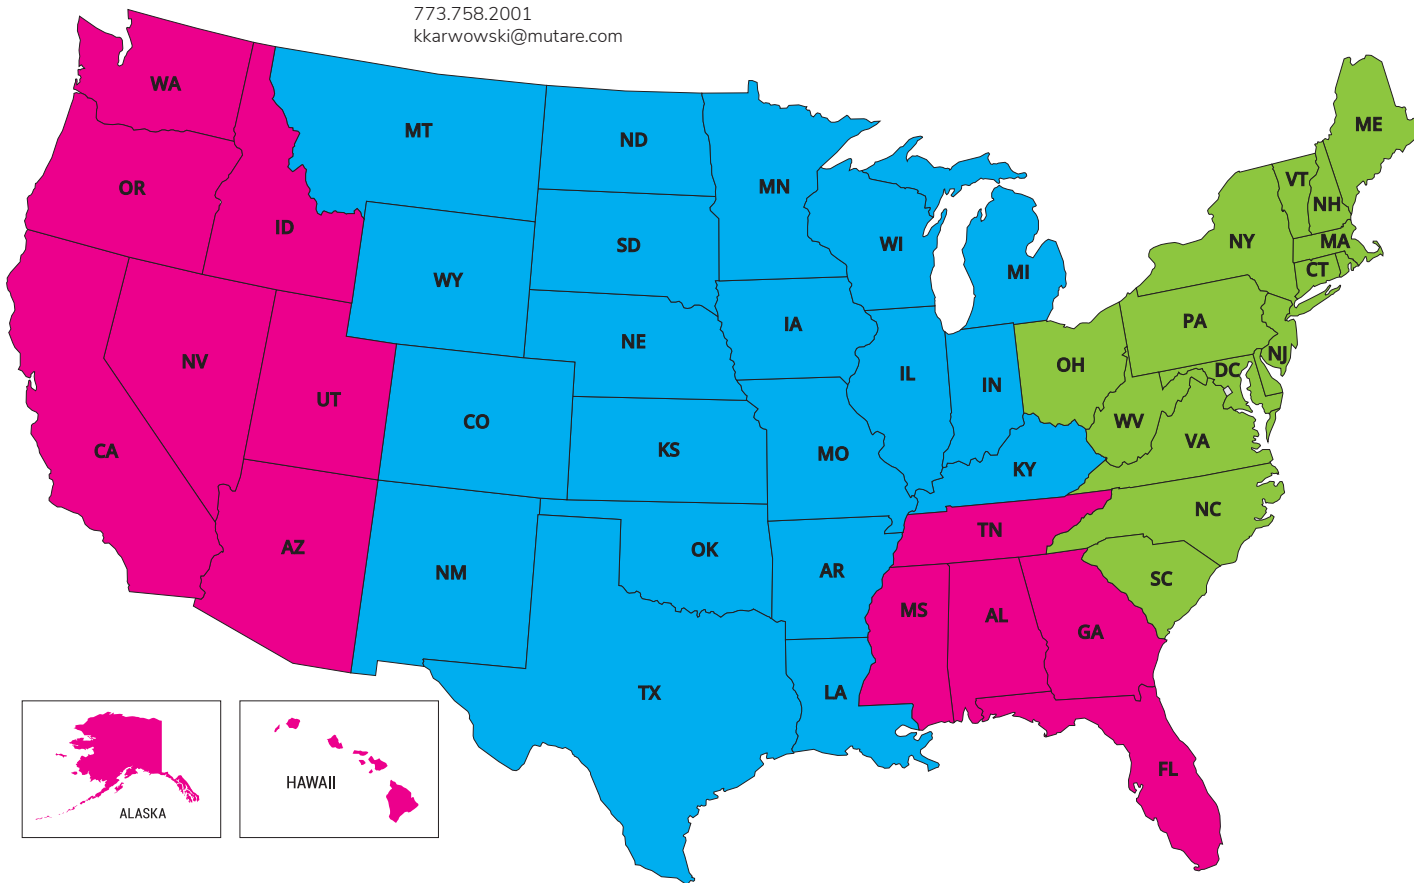 773.758.2001
kkarwowski@mutare.com
WA
MT
ND
ME
OR
MN
VT
NH
ID
SD
WI
NY
MA
WY
MI
CT
IA
PA
NE
NV
NJ
OH
DC
IL
IN
UT
CO
WV
VA
CA
KS
MO
KY
NC
TN
AZ
OK
NM
AR
SC
MS
AL
GA
TX
LA
FL
HAWAII
ALASKA